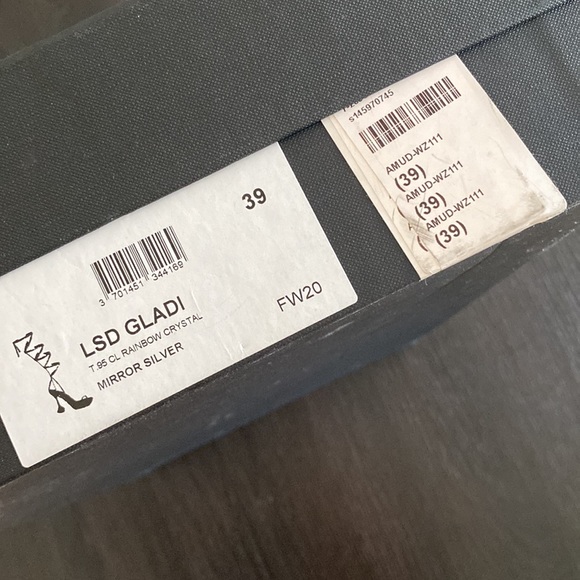 39
3 701451 344169
LSD GLADI
T.95 CL RAINBOW CRYSTAL
MIRROR SILVER
FW20
s145970745
AMUD-WZ111
(39)
AMUD-WZ111
(39)
AMUD-WZ111
(39)